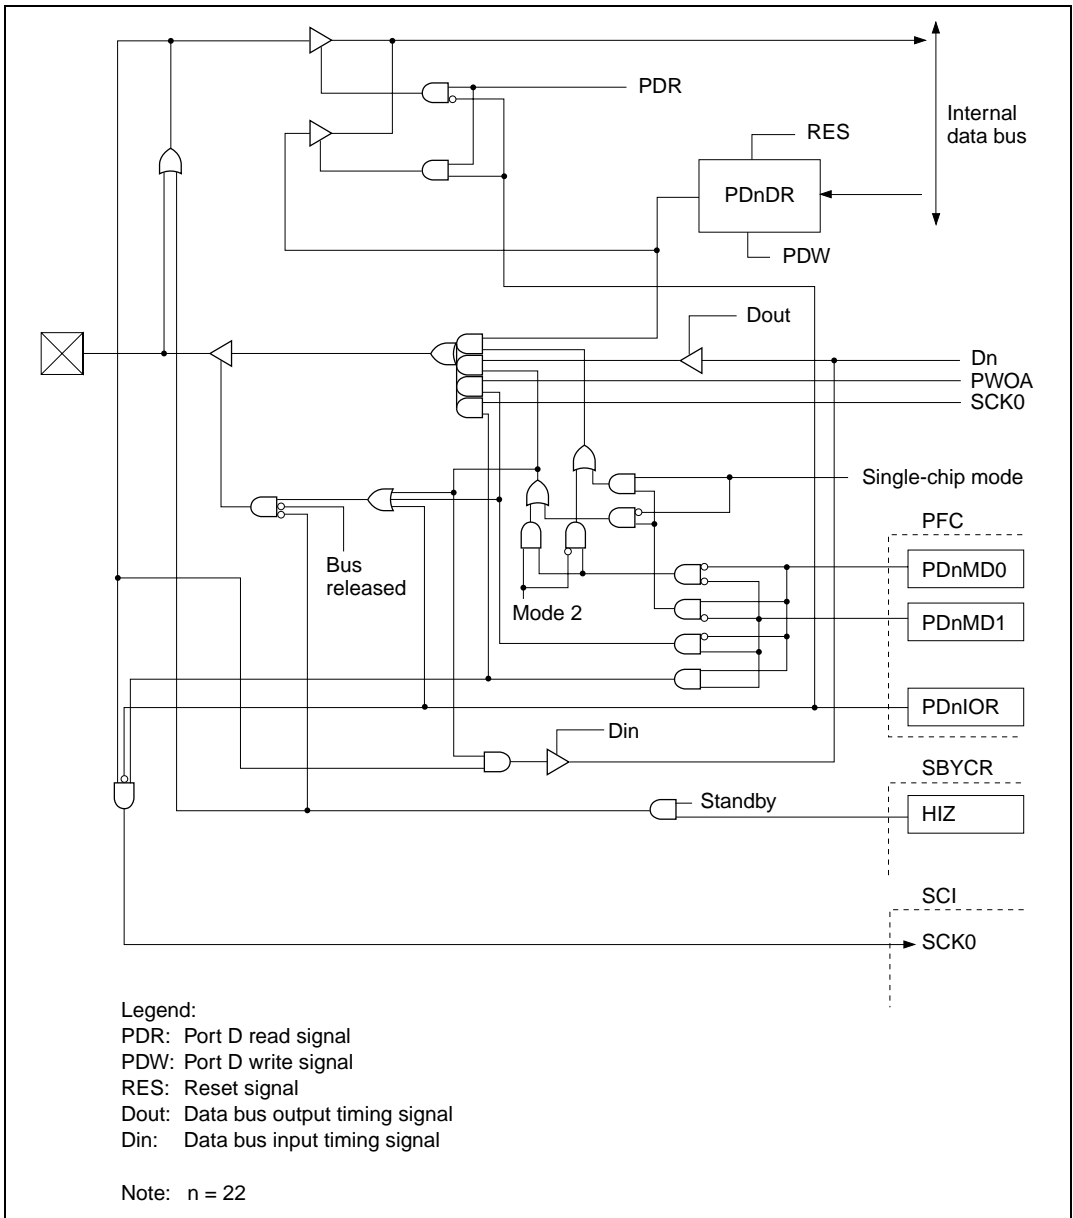 PDR
RES
Internal
data bus
PDnDR
PDW
Dout
Dn
PWOA
SCK0
Single-chip mode
PFC
Bus
released
PDnMD0
Mode 2
PDnMD1
PDnIOR
Din
SBYCR
Standby
HIZ
SCI
SCK0
Legend:
PDR: Port D read signal
PDW: Port D write signal
RES: Reset signal
Dout: Data bus output timing signal
Din: Data bus input timing signal
Note: n = 22